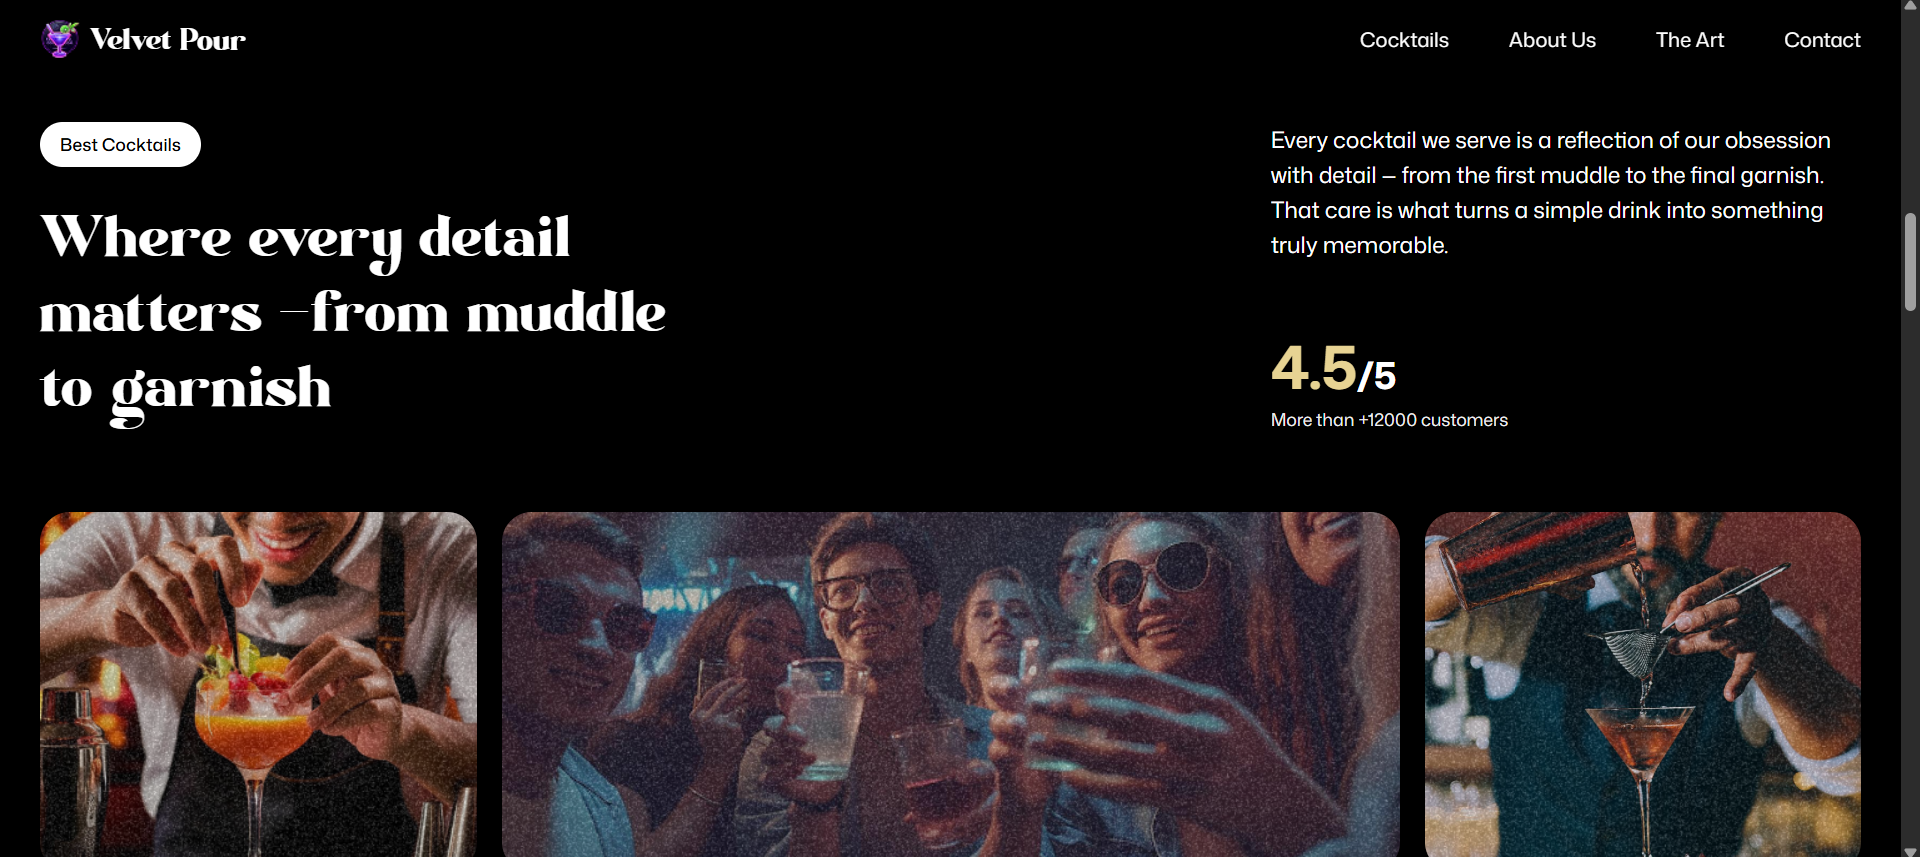 Velvet Pour
Cocktails
About Us
The Art
Contact
Best Cocktails
Where every detail
matters —from muddle
to garnish
Every cocktail we serve is a reflection of our obsession
with detail — from the first muddle to the final garnish.
That care is what turns a simple drink into something
truly memorable.
4.5/5
More than +12000 customers